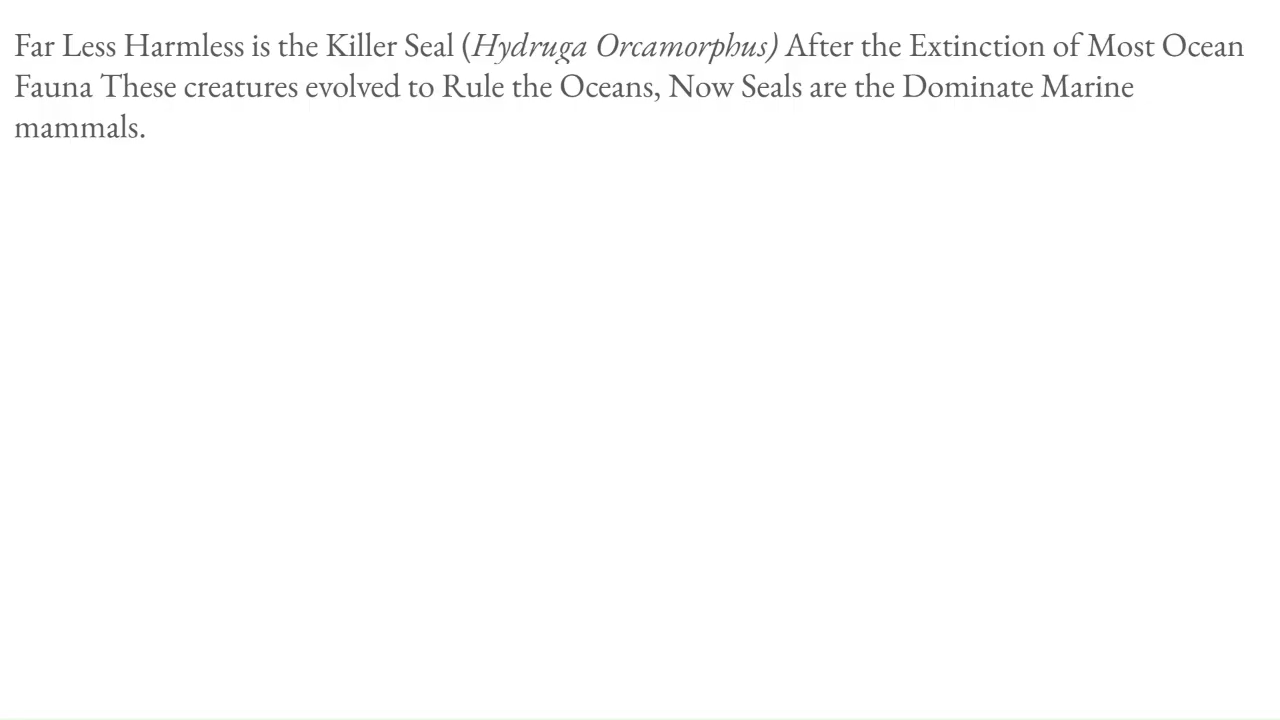 Far Less Harmless is the Killer Seal (Hydruga Orcamorphus) After the Extinction of Most Ocean
Fauna These creatures evolved to Rule the Oceans, Now Seals are the Dominate Marine
mammals.